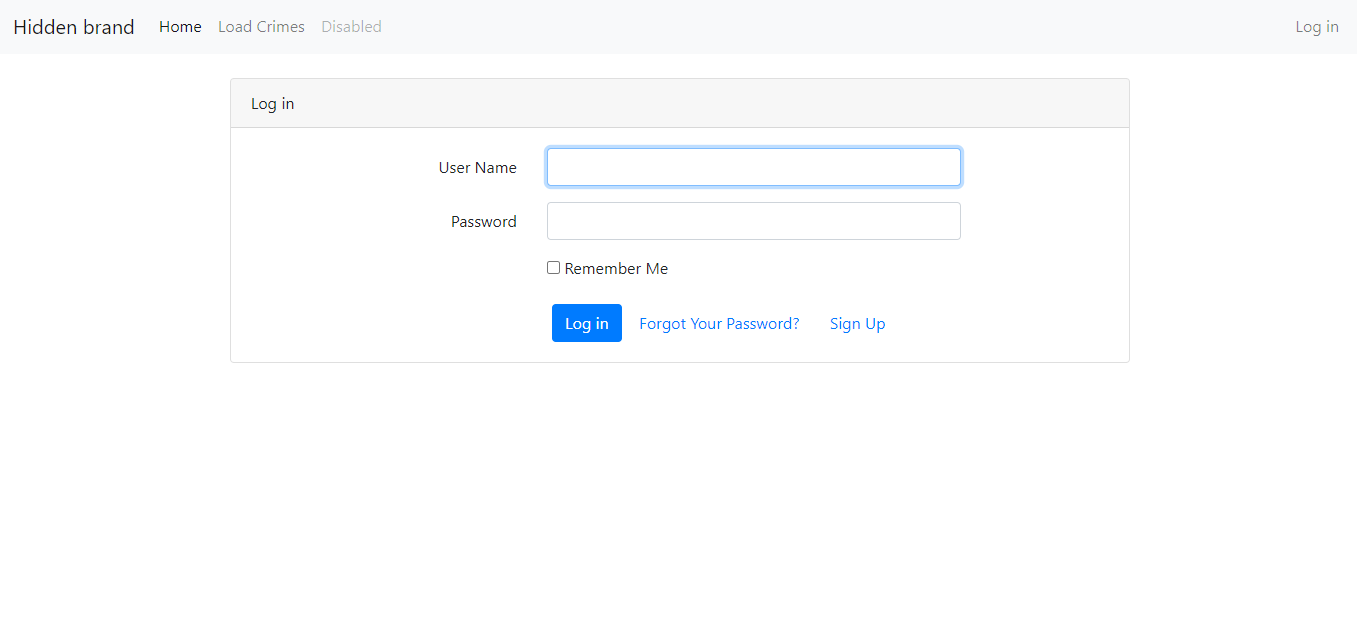 Hidden brand Home Load Crimes Disabled Log in
Log in
User Name
Password
Remember Me
Log in Forgot Your Password? Sign Up